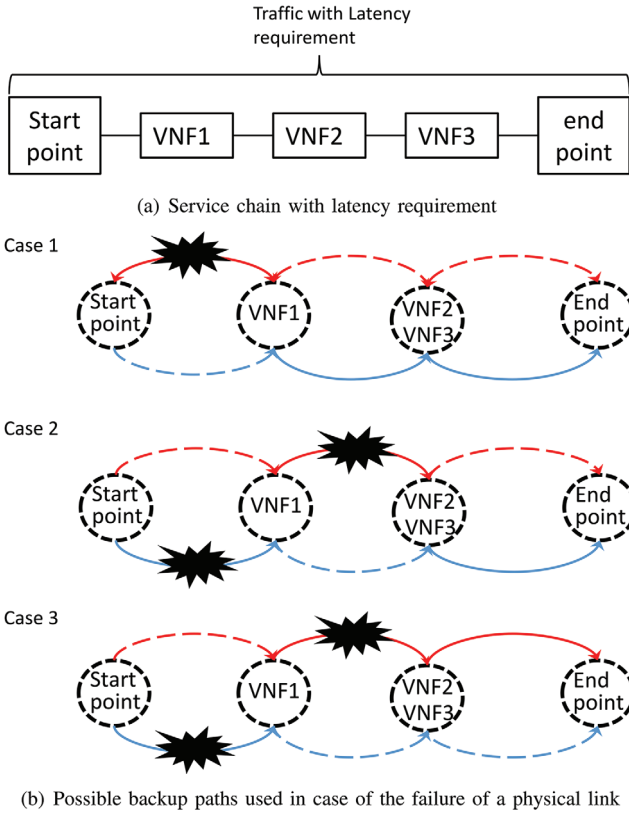 Traffic with Latency
requirement
Start
point
VNF1
VNF2
VNF3
end
point
(a) Service chain with latency requirement
Case 1
Start
point
VNF1
VNF2
VNF3
End
point
Case 2
Start
point
VNF1
VNF2
VNF3
End
point
Case 3
Start
point
VNF1
VNF2
VNF3
End
point
(b) Possible backup paths used in case of the failure of a physical link